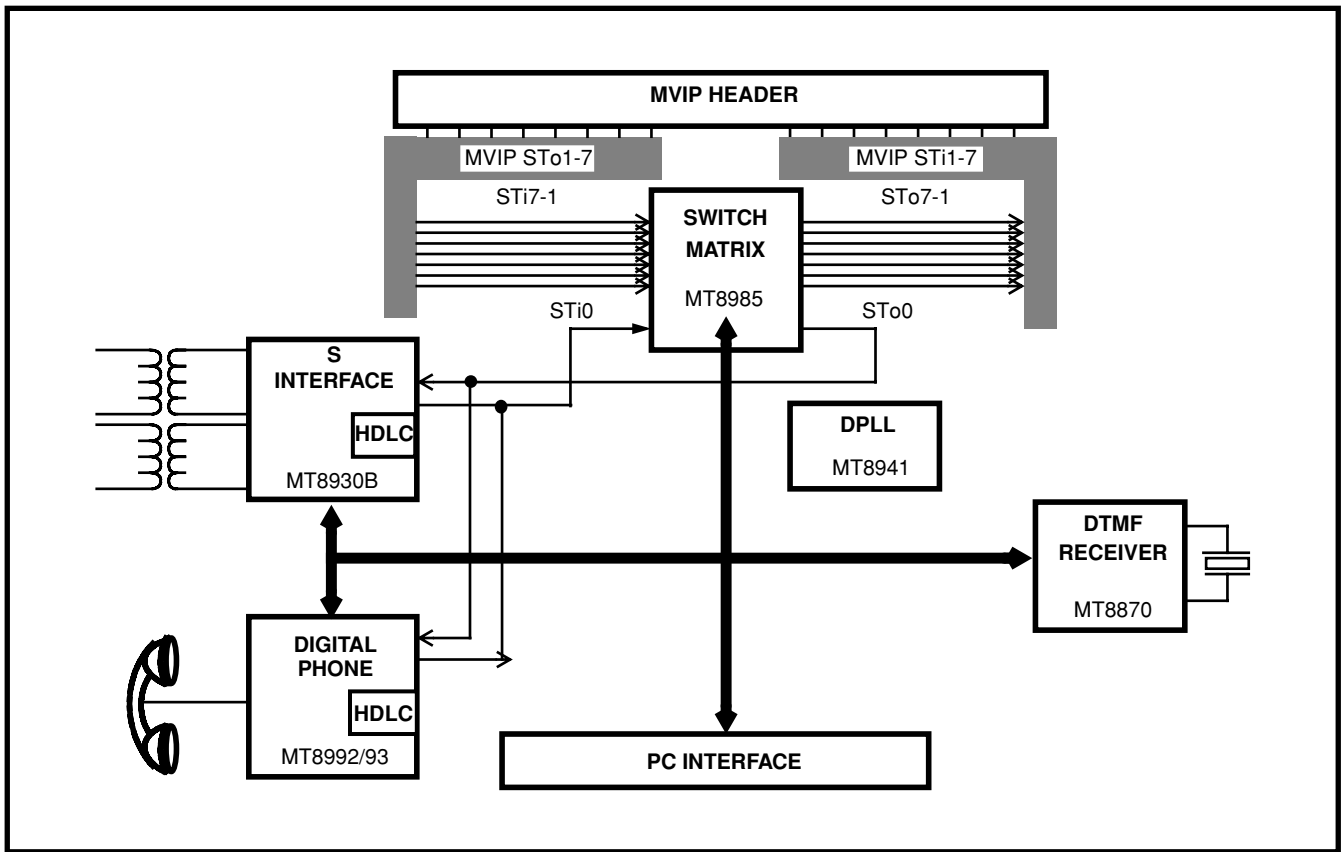 MVIP HEADER
MVIP STo1-7
MVIP STi1-7
STi7-1
STo7-1
SWITCH
MATRIX
MT8985
STi0
STo0
S
INTERFACE
HDLC
MT8930B
DPLL
MT8941
DTMF
RECEIVER
MT8870
DIGITAL
PHONE
HDLC
MT8992/93
PC INTERFACE